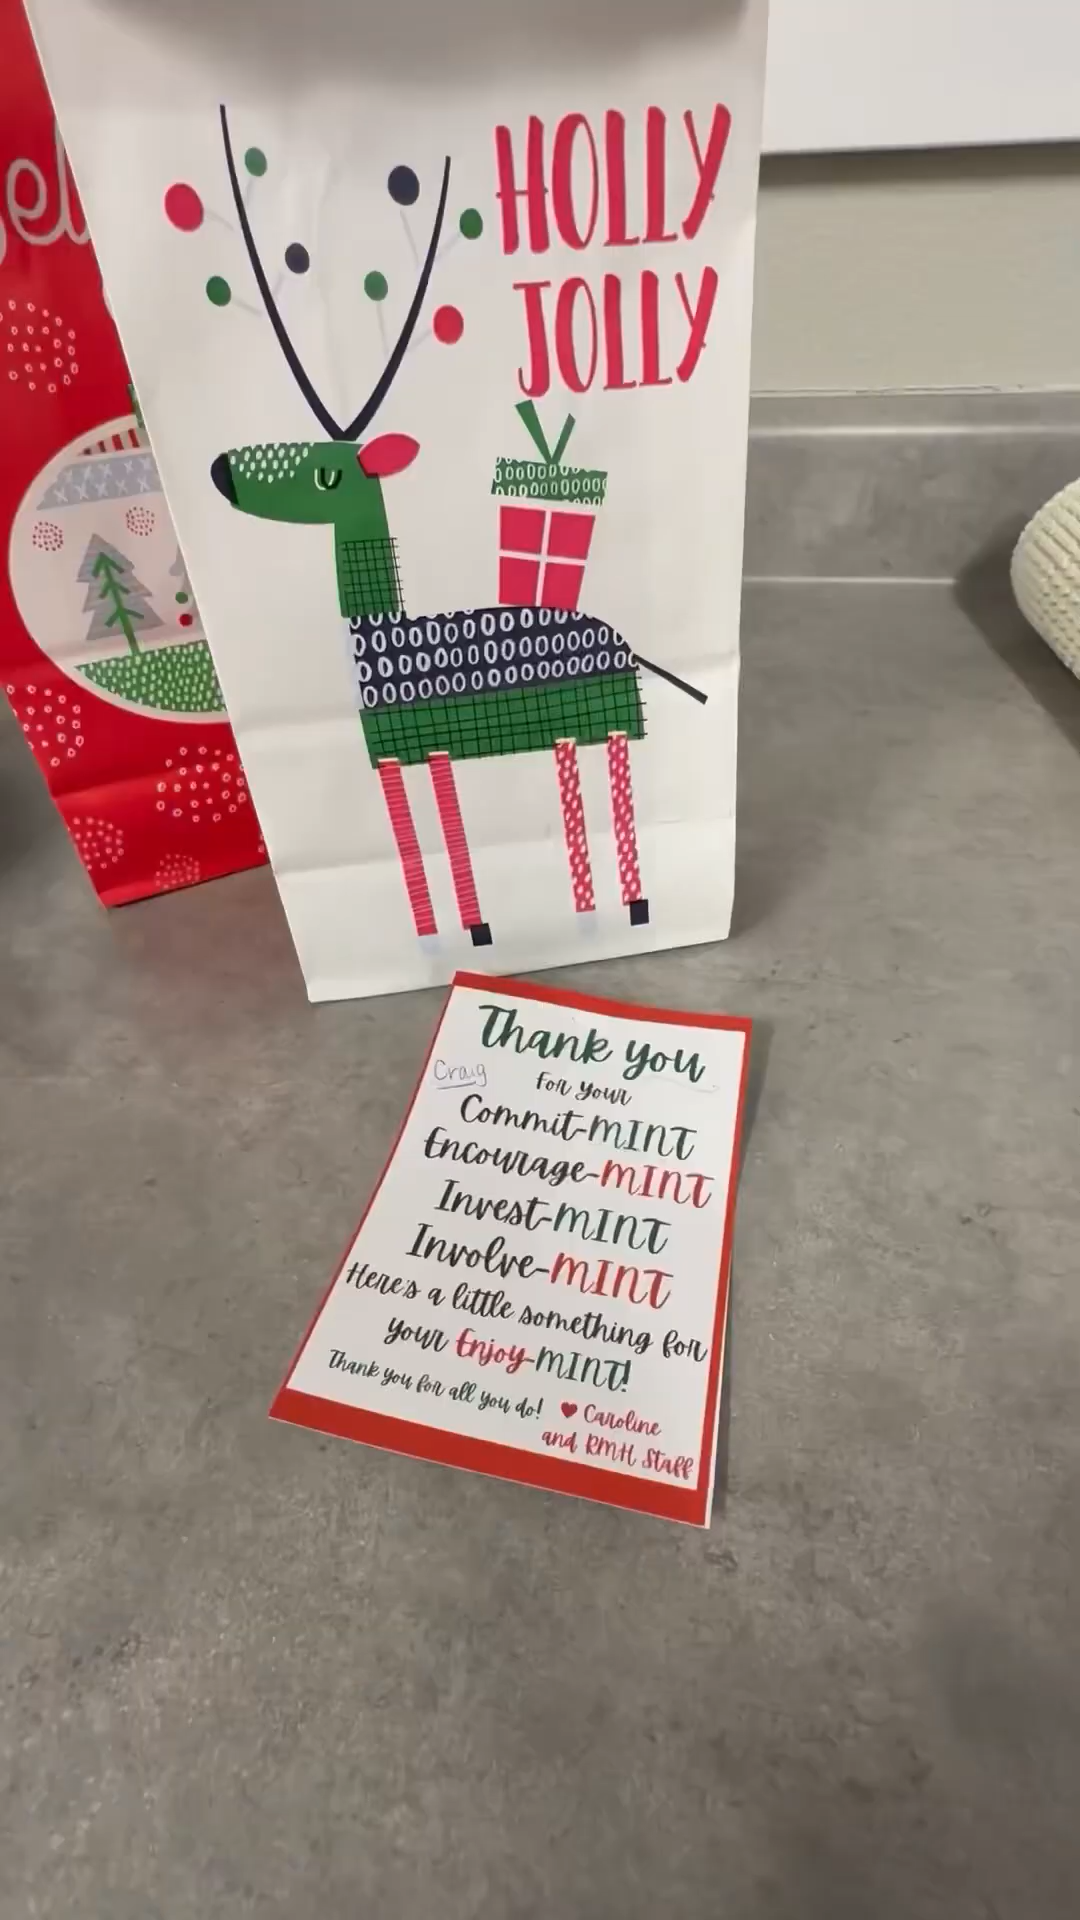 HOLLY
JOLLY
Thank you
Craig
For your
Commit-MINT
Encourage-MINT
Invest-MINT
Involve-MINT
Here's a little something for
your Enjoy-MINT!
Thank you for all you do! ♥ Caroline
and RMH Staff